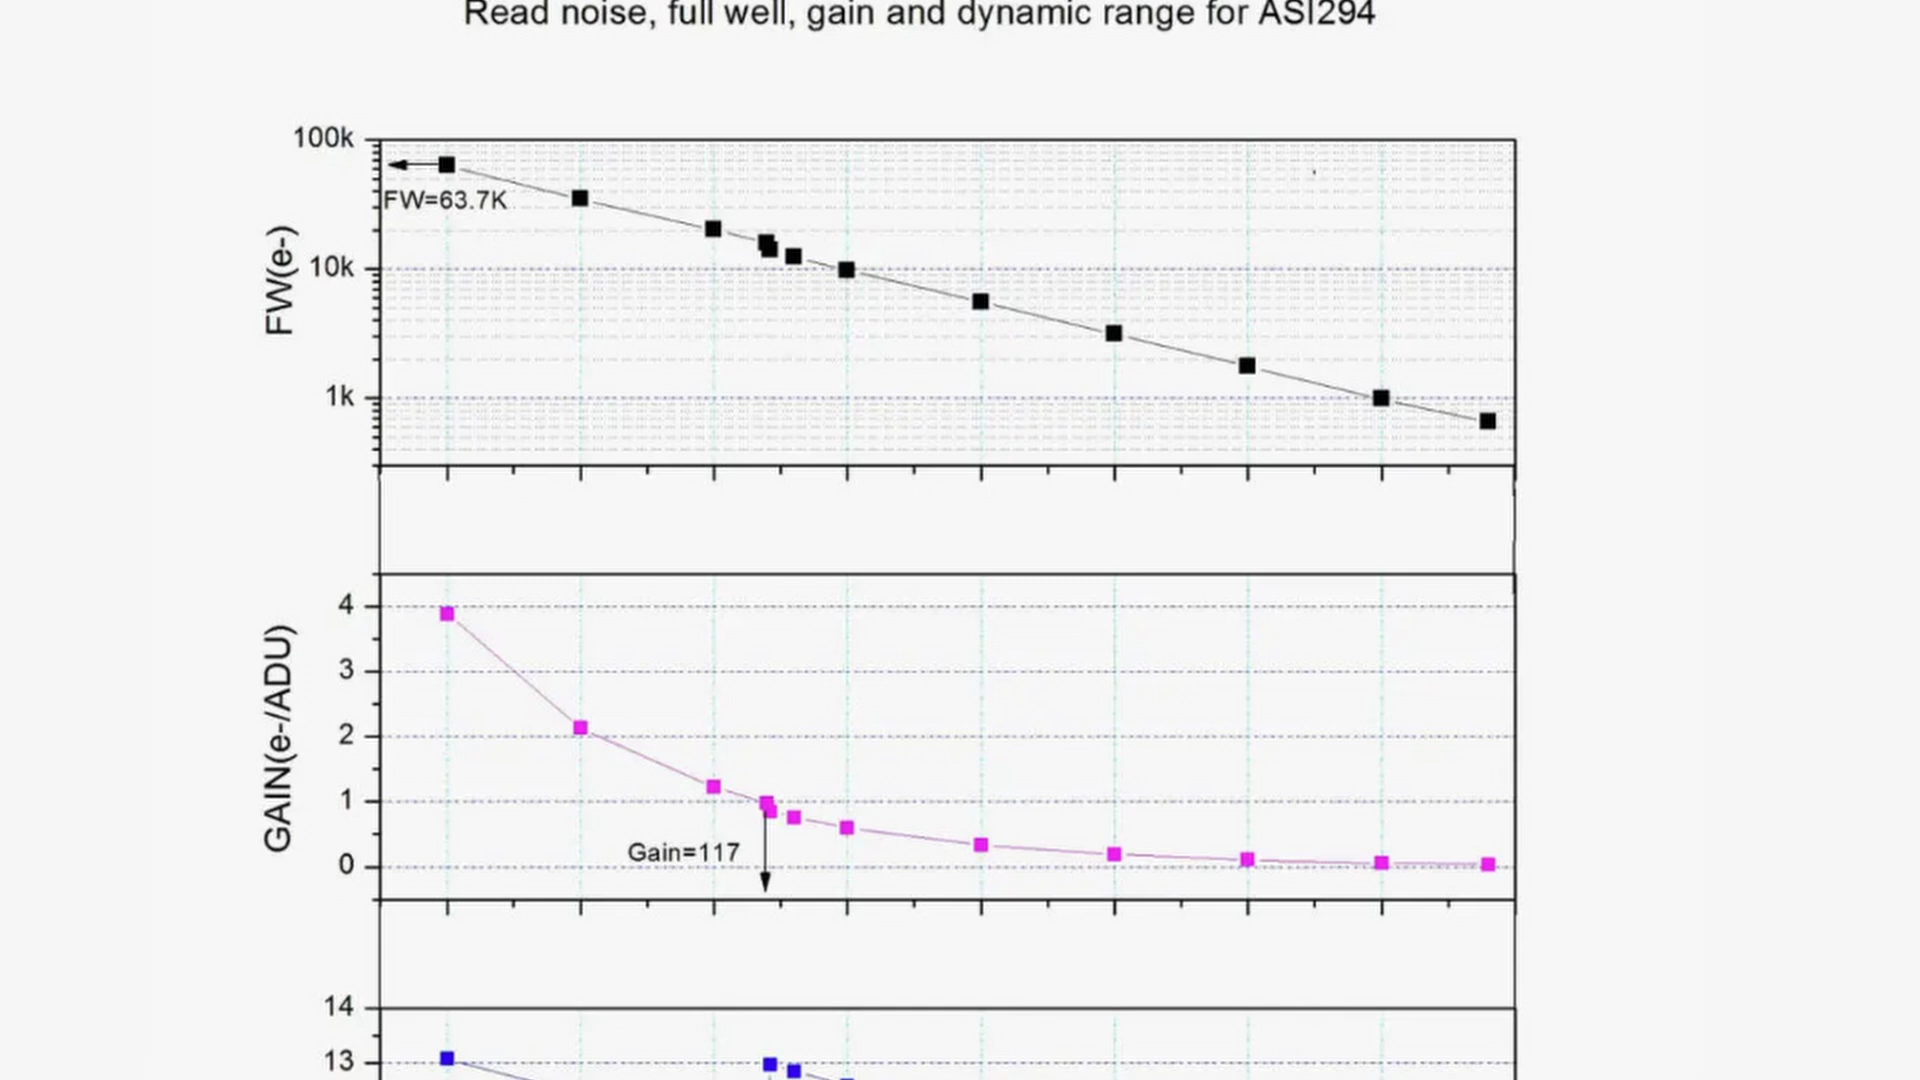 Read noise, full well, gain and dynamic range for ASI294
100k
FW=63.7K
10k
1k
FW(e-)
4
3
2
1
0
GAIN(e-/ADU)
Gain=117
14
13